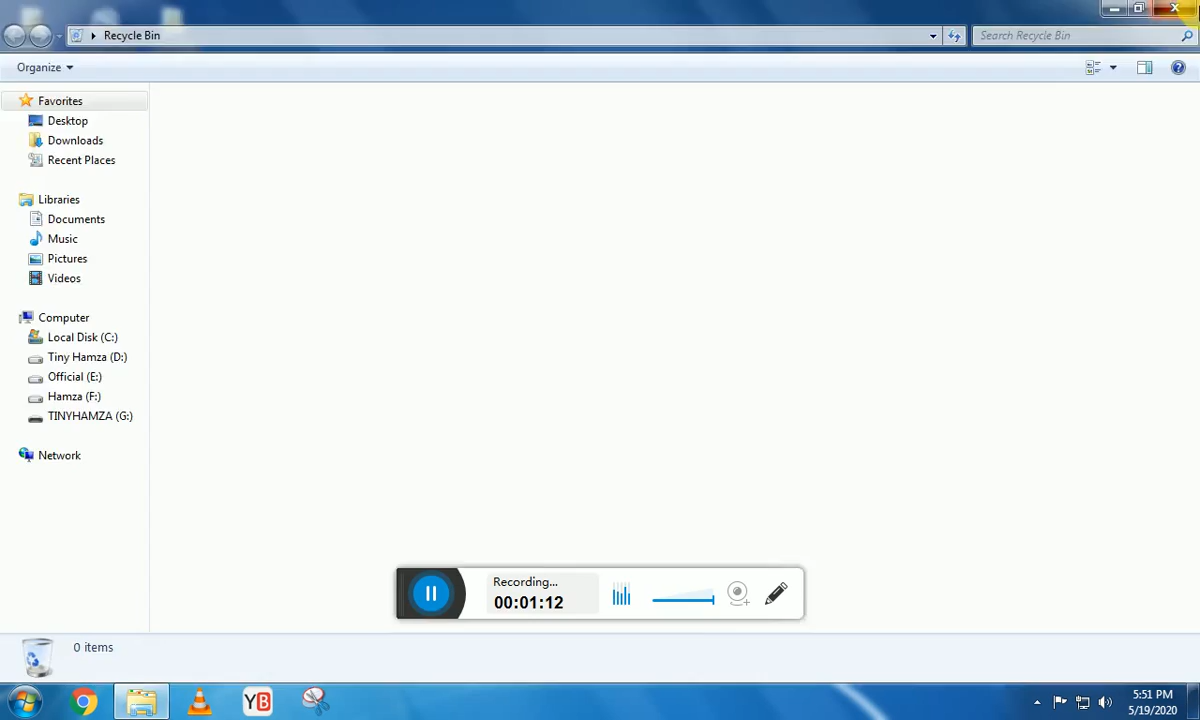 Recycle Bin
Search Recycle Bin
Organize
Favorites
Desktop
Downloads
Recent Places
Libraries
Documents
Music
Pictures
Videos
Computer
Local Disk (C:)
Tiny Hamza (D:)
Official (E:)
Hamza (F:)
TINYHAMZA (G:)
Network
Recording...
00:01:12
0 items
YB
5:51 PM
5/19/2020